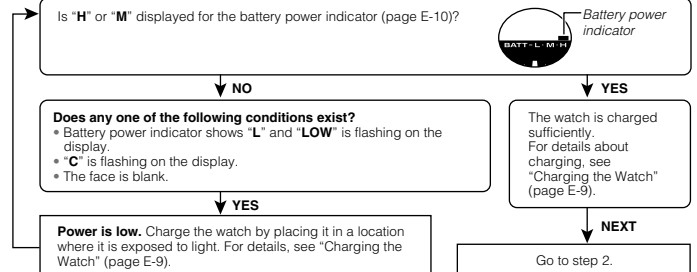 Is “H” or “M” displayed for the battery power indicator (page E-10)?
Battery power
indicator
BATT - L - M - H
NO
YES
Does any one of the following conditions exist?
• Battery power indicator shows “L” and “LOW” is flashing on the
display.
• “C” is flashing on the display.
• The face is blank.
The watch is charged
sufficiently.
For details about
charging, see
“Charging the Watch”
(page E-9).
YES
NEXT
Power is low. Charge the watch by placing it in a location
where it is exposed to light. For details, see “Charging the
Watch” (page E-9).
Go to step 2.